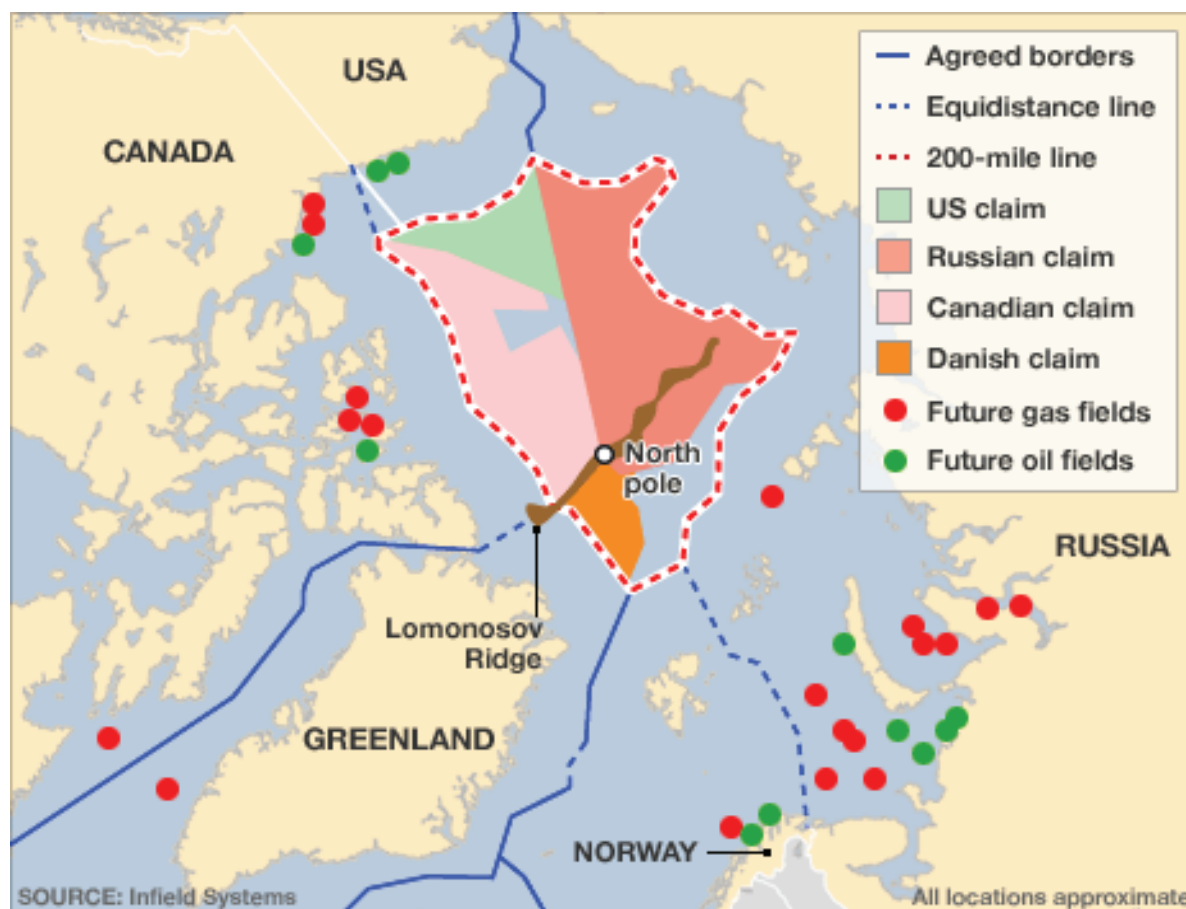 USA
CANADA
Agreed borders
Equidistance line
200-mile line
US claim
Russian claim
Canadian claim
Danish claim
Future gas fields
Future oil fields
North
pole
RUSSIA
Lomonosov
Ridge
GREENLAND
NORWAY
SOURCE: Infield Systems
All locations approximate